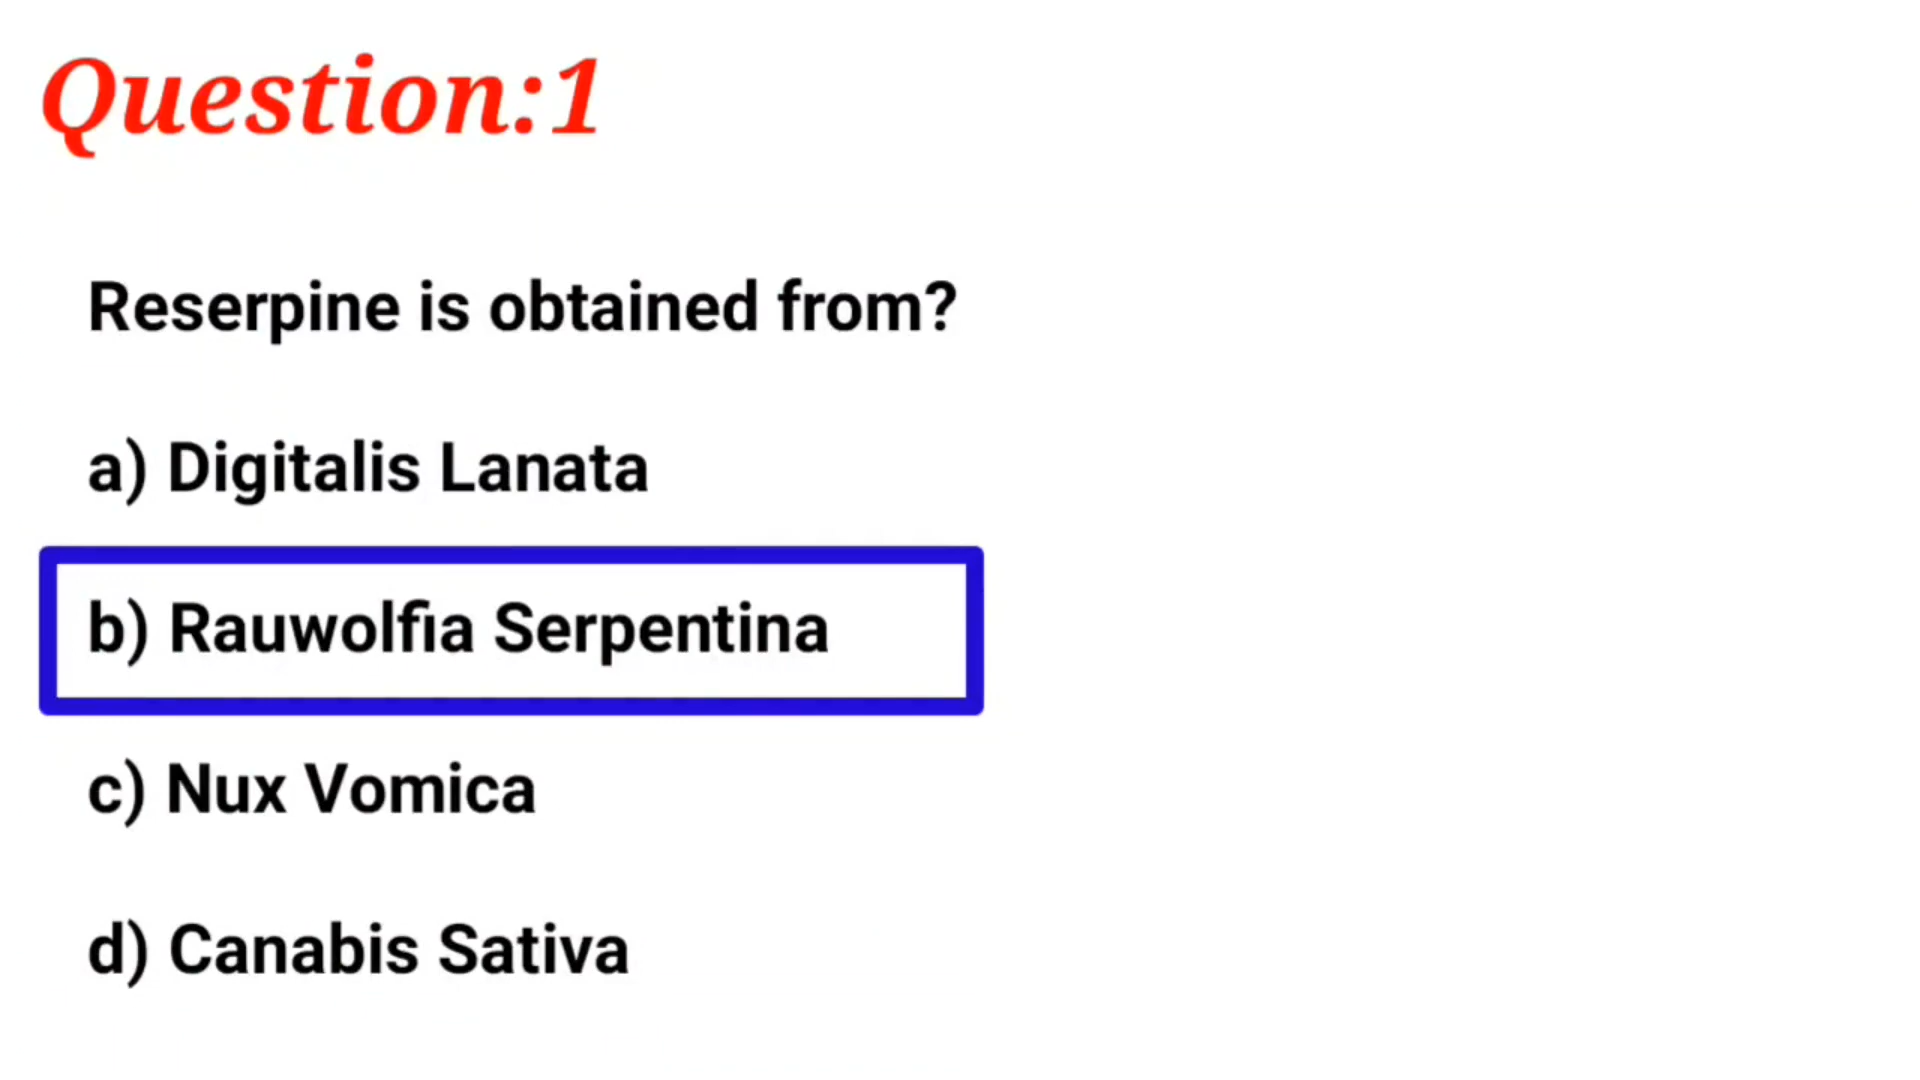 Question:1
Reserpine is obtained from?
a) Digitalis Lanata
b) Rauwolfia Serpentina
c) Nux Vomica
d) Canabis Sativa